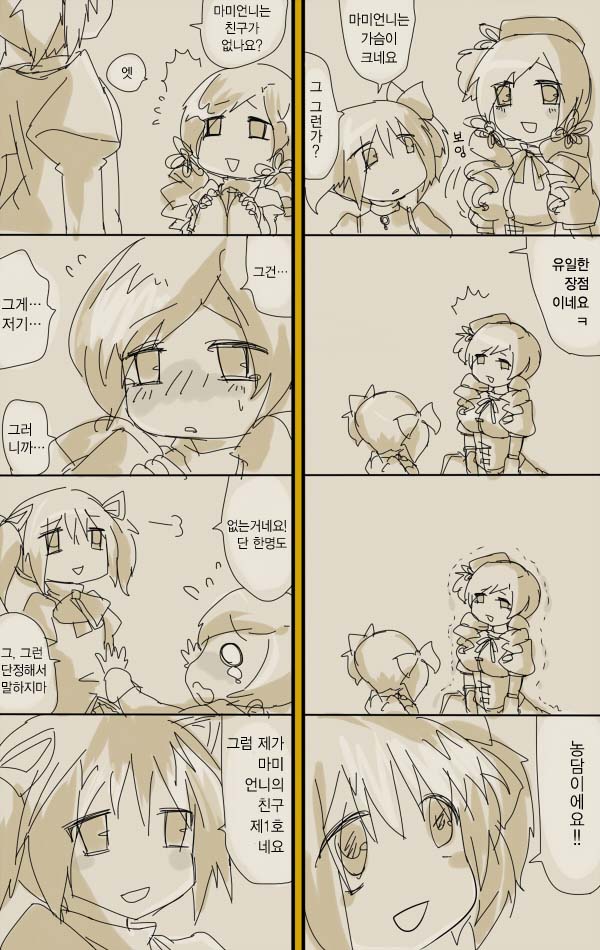 마미언니는
가슴이
크네요
그 그런
가?
보잉
유일한
장점
이네요
ㅋ
농담이에요!!
마미언니는
친구가
없나요?
엣
그건…
그게…
저기…
그러
니까…
없는거네요!
단 한명도
그, 그런
단정해서
말하지마
그럼 제가
마미
언니의
친구
제1호
네요